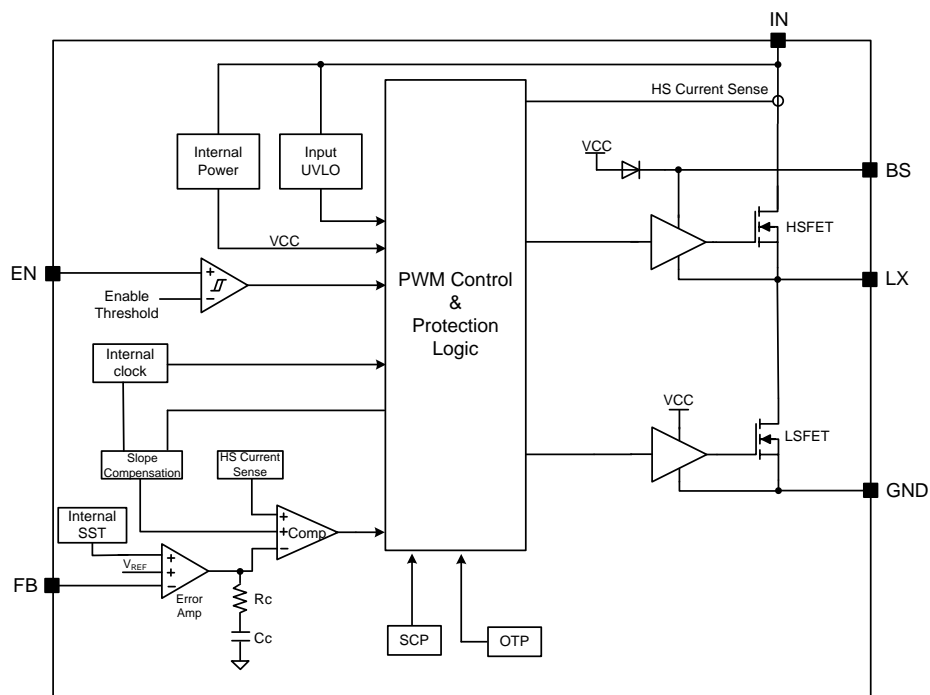 IN
HS Current Sense
Internal
Power
Input
UVLO
VCC
BS
HSFET
VCC
EN
Enable
Threshold
PWM Control
&
Protection
Logic
LX
Internal
clock
VCC
LSFET
Slope
Compensation
HS Current
Sense
GND
Internal
SST
Comp
VREF
FB
Error
Amp
Rc
Cc
SCP
OTP